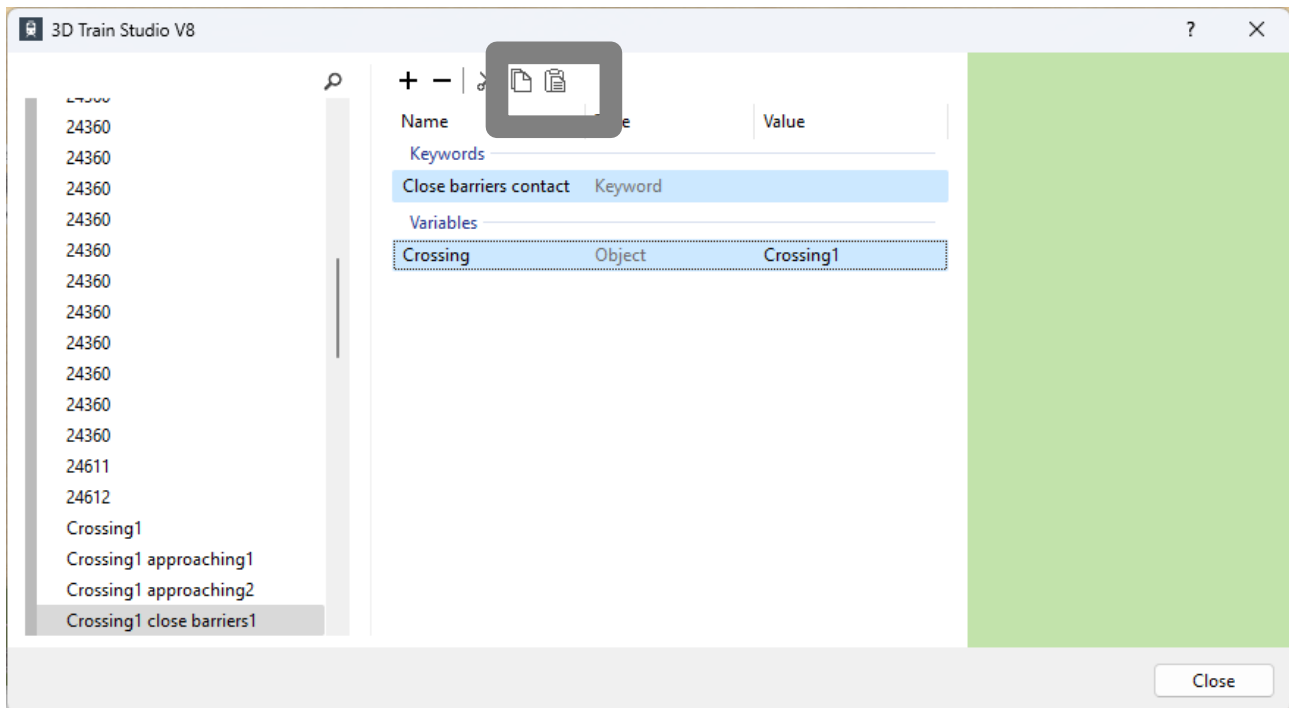 3D Train Studio V8
?
24360
24360
24360
24360
24360
24360
24360
24360
24360
24360
24360
24611
24612
Crossing1
Crossing1 approaching1
Crossing1 approaching2
Crossing1 close barriers1
Name Value
Keywords
Close barriers contact Keyword
Variables
Crossing Object Crossing1
Close